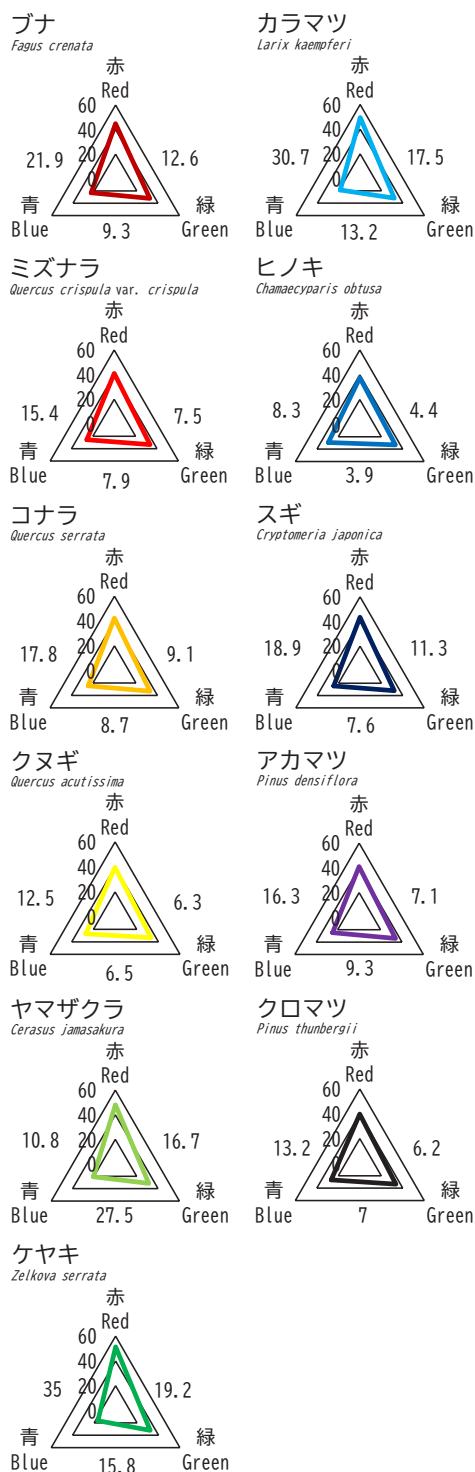 ブナ
Fagus crenata
赤
Red
60
40
20
0
21.9
12.6
青
緑
Blue
9.3
Green
カラマツ
Larix kaempferi
赤
Red
60
40
20
0
30.7
17.5
青
緑
Blue
13.2
Green
ミズナラ
Quercus crispula var. crispula
赤
Red
60
40
20
0
15.4
7.5
青
緑
Blue
7.9
Green
ヒノキ
Chamaecyparis obtusa
赤
Red
60
40
20
0
8.3
4.4
青
緑
Blue
3.9
Green
コナラ
Quercus serrata
赤
Red
60
40
20
0
17.8
9.1
青
緑
Blue
8.7
Green
スギ
Cryptomeria japonica
赤
Red
60
40
20
0
18.9
11.3
青
緑
Blue
7.6
Green
クヌギ
Quercus acutissima
赤
Red
60
40
20
0
12.5
6.3
青
緑
Blue
6.5
Green
アカマツ
Pinus densiflora
赤
Red
60
40
20
0
16.3
7.1
青
緑
Blue
9.3
Green
ヤマザクラ
Cerasus jamasakura
赤
Red
60
40
20
0
10.8
16.7
青
緑
Blue
27.5
Green
クロマツ
Pinus thunbergii
赤
Red
60
40
20
0
13.2
6.2
青
緑
Blue
7
Green
ケヤキ
Zelkova serrata
赤
Red
60
40
20
0
35
19.2
青
緑
Blue
15.8
Green